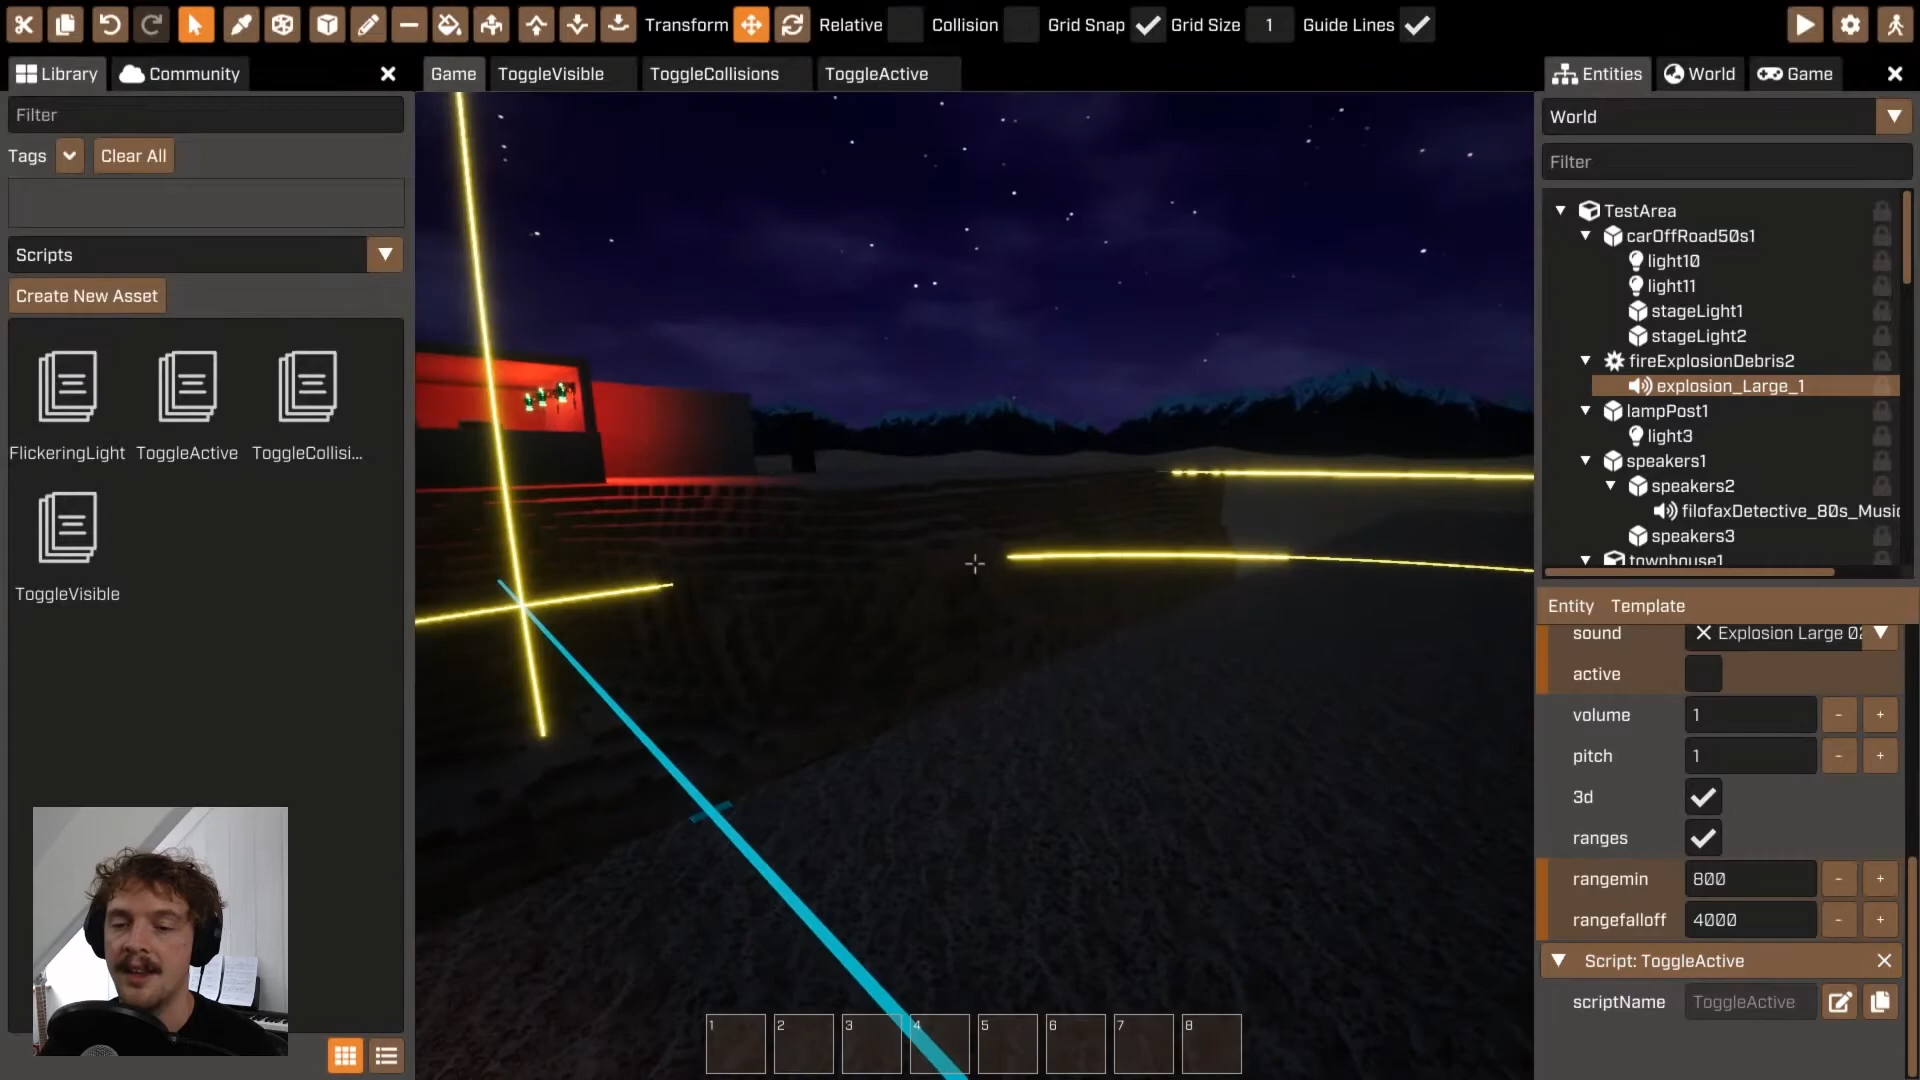 Transform
Relative
Collision
Grid Snap
Grid Size
1
Guide Lines
Library
Community
Game
ToggleVisible
ToggleCollisions
ToggleActive
Entities
World
Game
Filter
Tags
Clear All
Scripts
Create New Asset
FlickeringLight
ToggleActive
ToggleCollisi...
ToggleVisible
World
Filter
TestArea
carOffRoad50s1
light10
light11
stageLight1
stageLight2
fireExplosionDebris2
explosion_Large_1
lampPost1
light3
speakers1
speakers2
filofaxDetective_80s_Music
speakers3
townhouse1
Entity
Template
sound
Explosion Large 02
active
volume
1
- +
pitch
1
- +
3d
ranges
rangemin
800
- +
rangefalloff
4000
- +
Script: ToggleActive
scriptName
ToggleActive
1 2 3 4 5 6 7 8